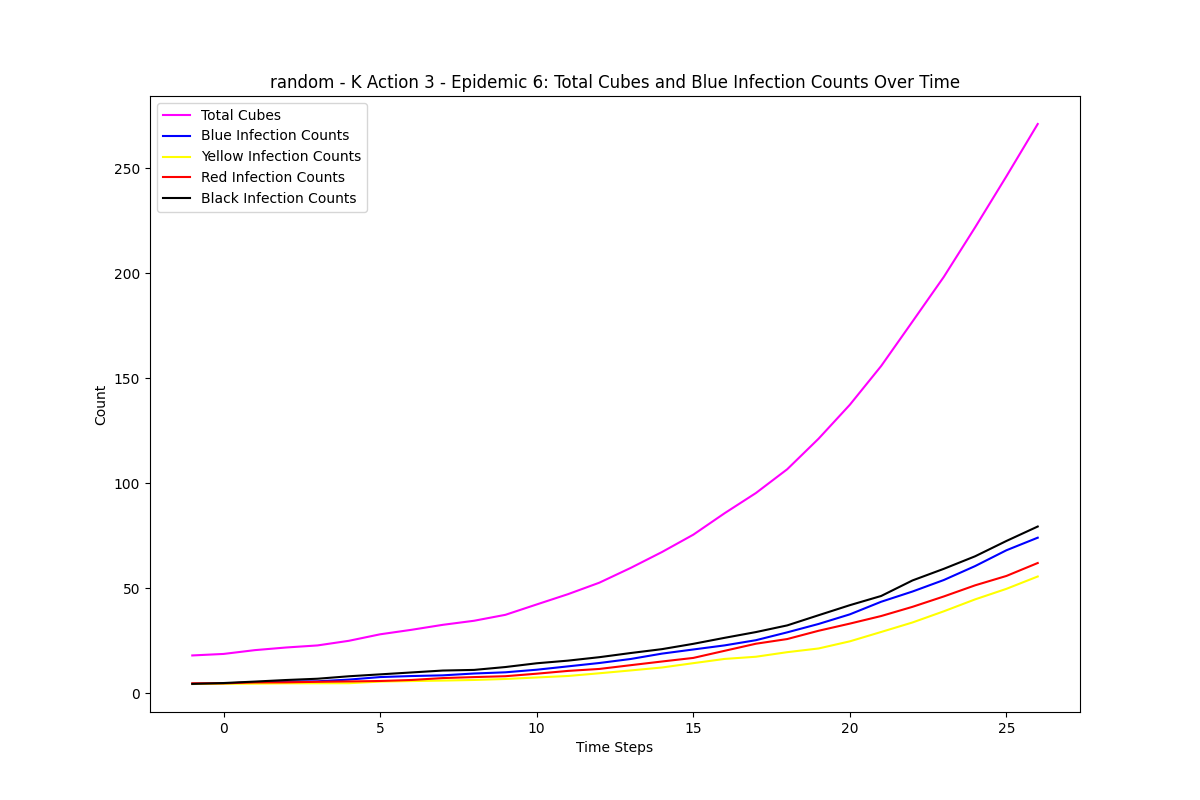 random - K Action 3 - Epidemic 6: Total Cubes and Blue Infection Counts Over Time
Total Cubes
Blue Infection Counts
Yellow Infection Counts
Red Infection Counts
Black Infection Counts
Count
250
200
150
100
50
0
0 5 10 15 20 25
Time Steps